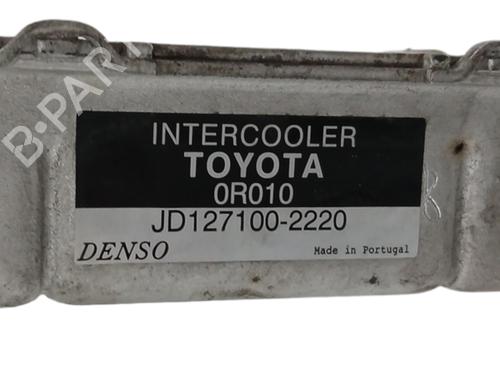 B-PART
INTERCOOLER
TOYOTA
0R010
JD127100-2220
DENSO
Made in Portugal